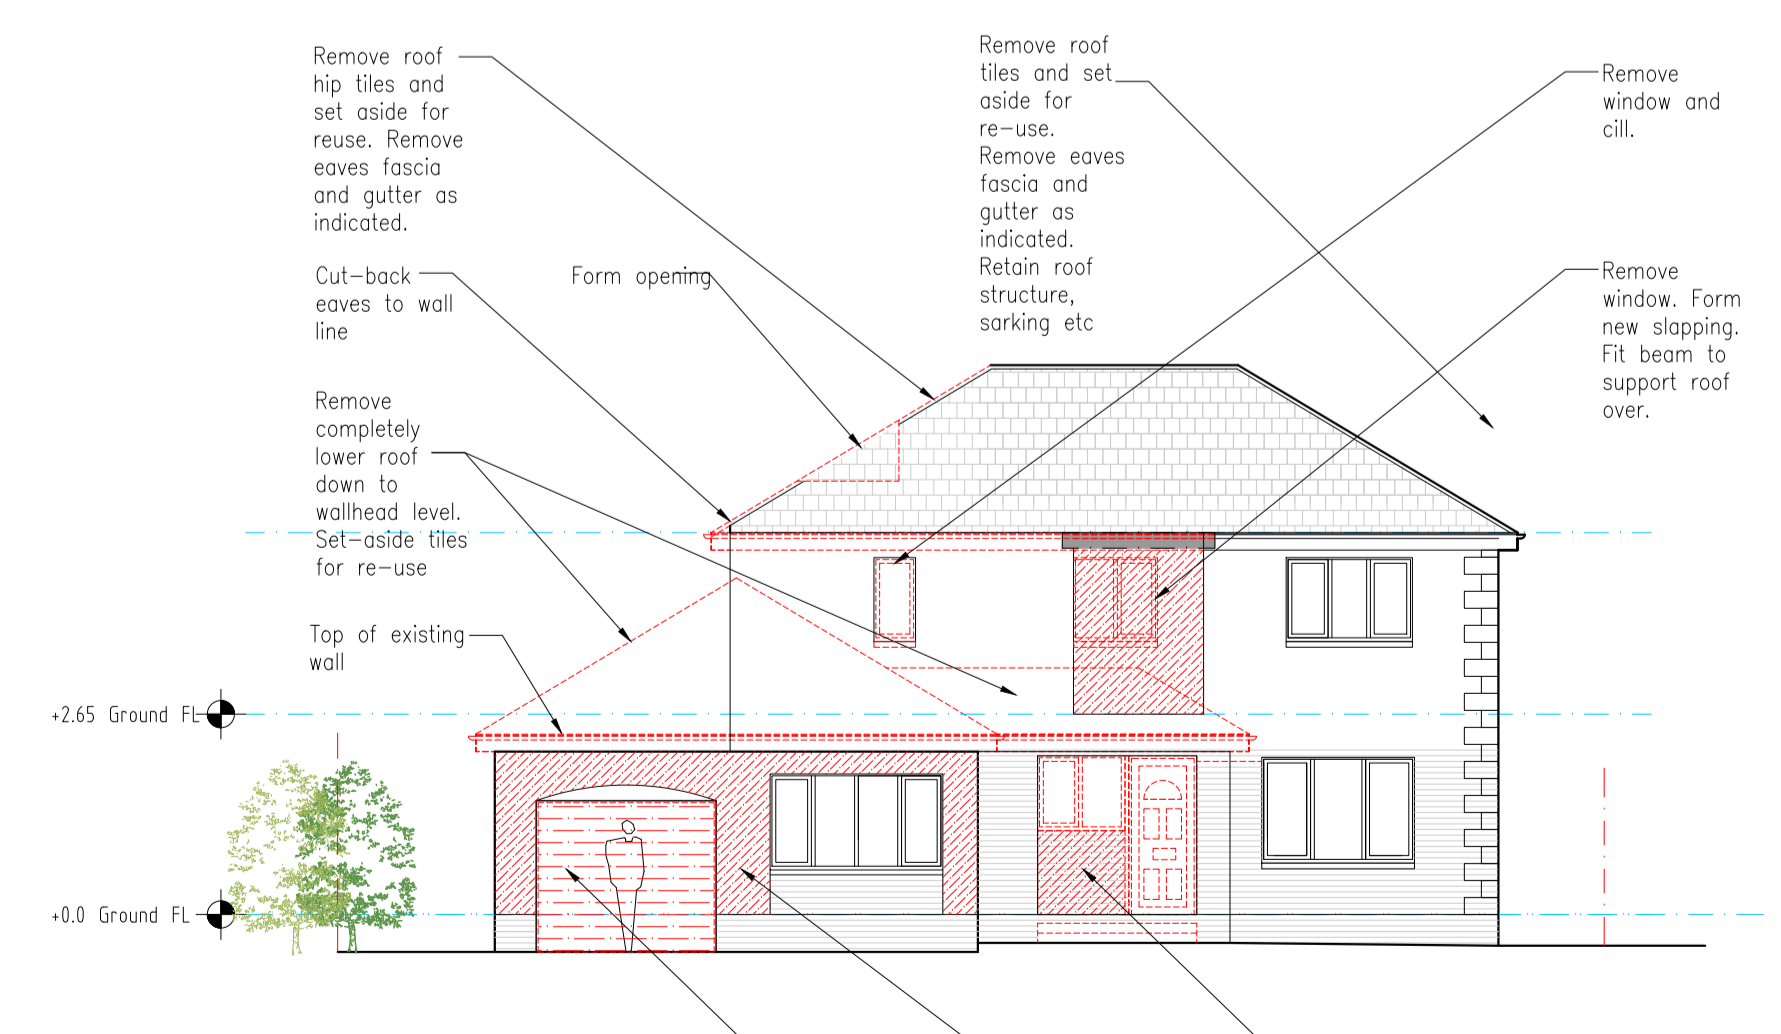 Remove roof
hip tiles and
set aside for
reuse. Remove
eaves fascia
and gutter as
indicated.
Cut-back
eaves to wall
line
Form opening
Remove
completely
lower roof
down to
wallhead level.
Set-aside tiles
for re-use
Top of existing
wall
+2.65 Ground FL
+0.0 Ground FL
Remove roof
tiles and set
aside for
re-use.
Remove eaves
fascia and
gutter as
indicated.
Retain roof
structure,
sarking etc
Remove
window and
cill.
Remove
window. Form
new slapping.
Fit beam to
support roof
over.